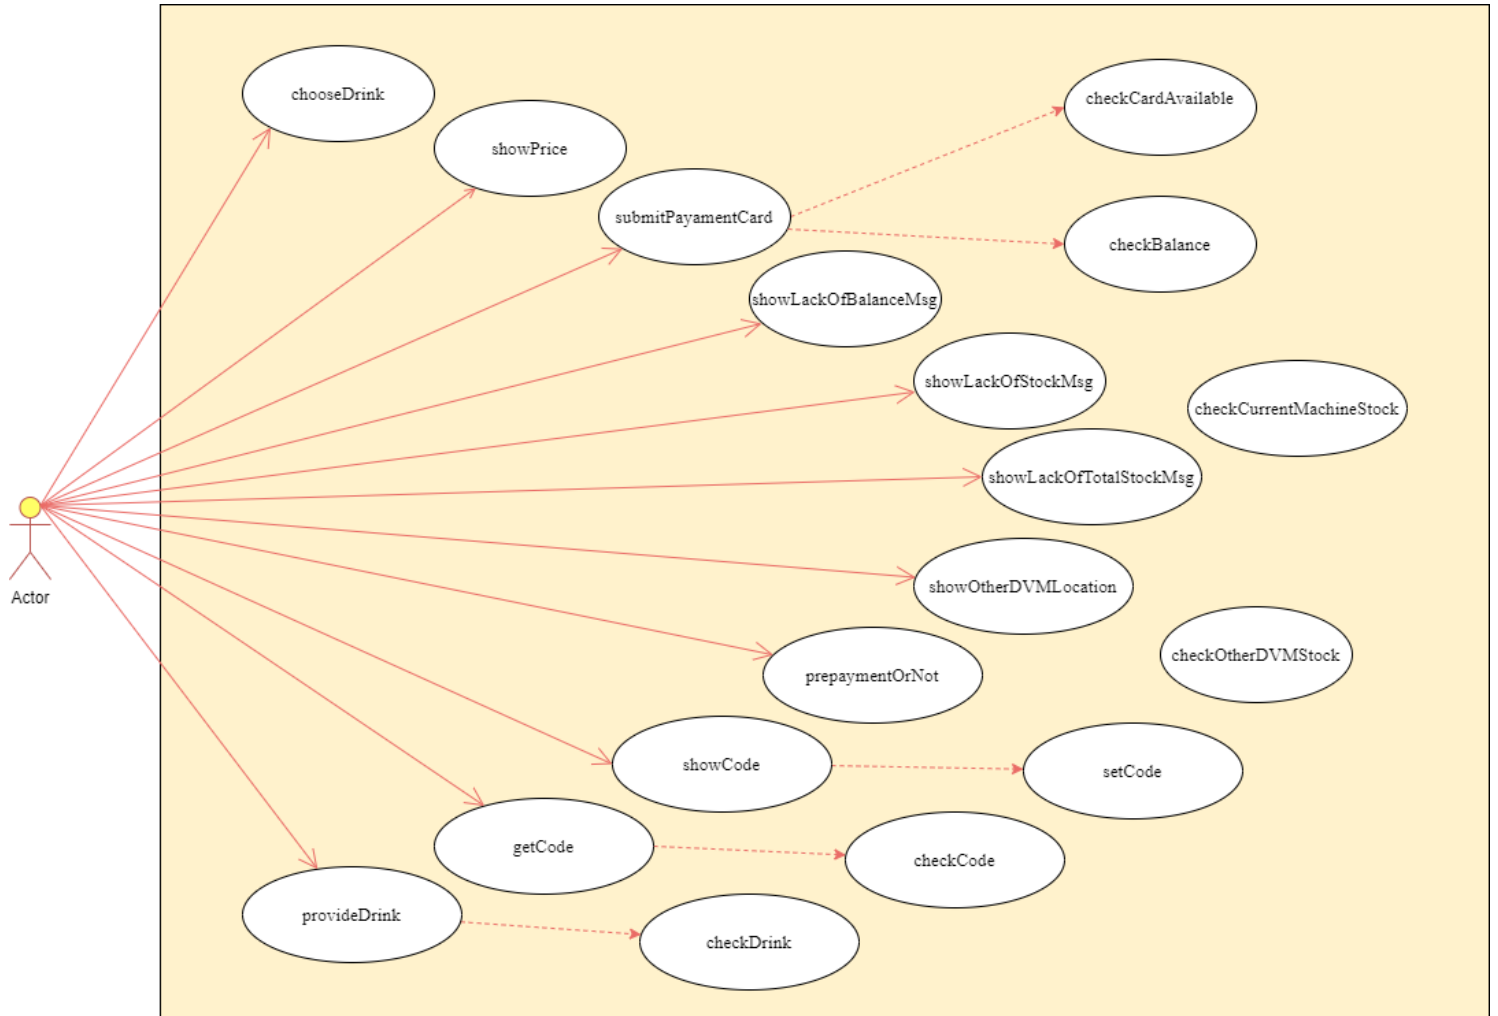 chooseDrink
checkCardAvailable
showPrice
submitPayamentCard
checkBalance
showLackOfBalanceMsg
showLackOfStockMsg
checkCurrentMachineStock
showLackOfTotalStockMsg
showOtherDVMLocation
Actor
checkOtherDVMStock
prepaymentOrNot
showCode
setCode
getCode
checkCode
provideDrink
checkDrink